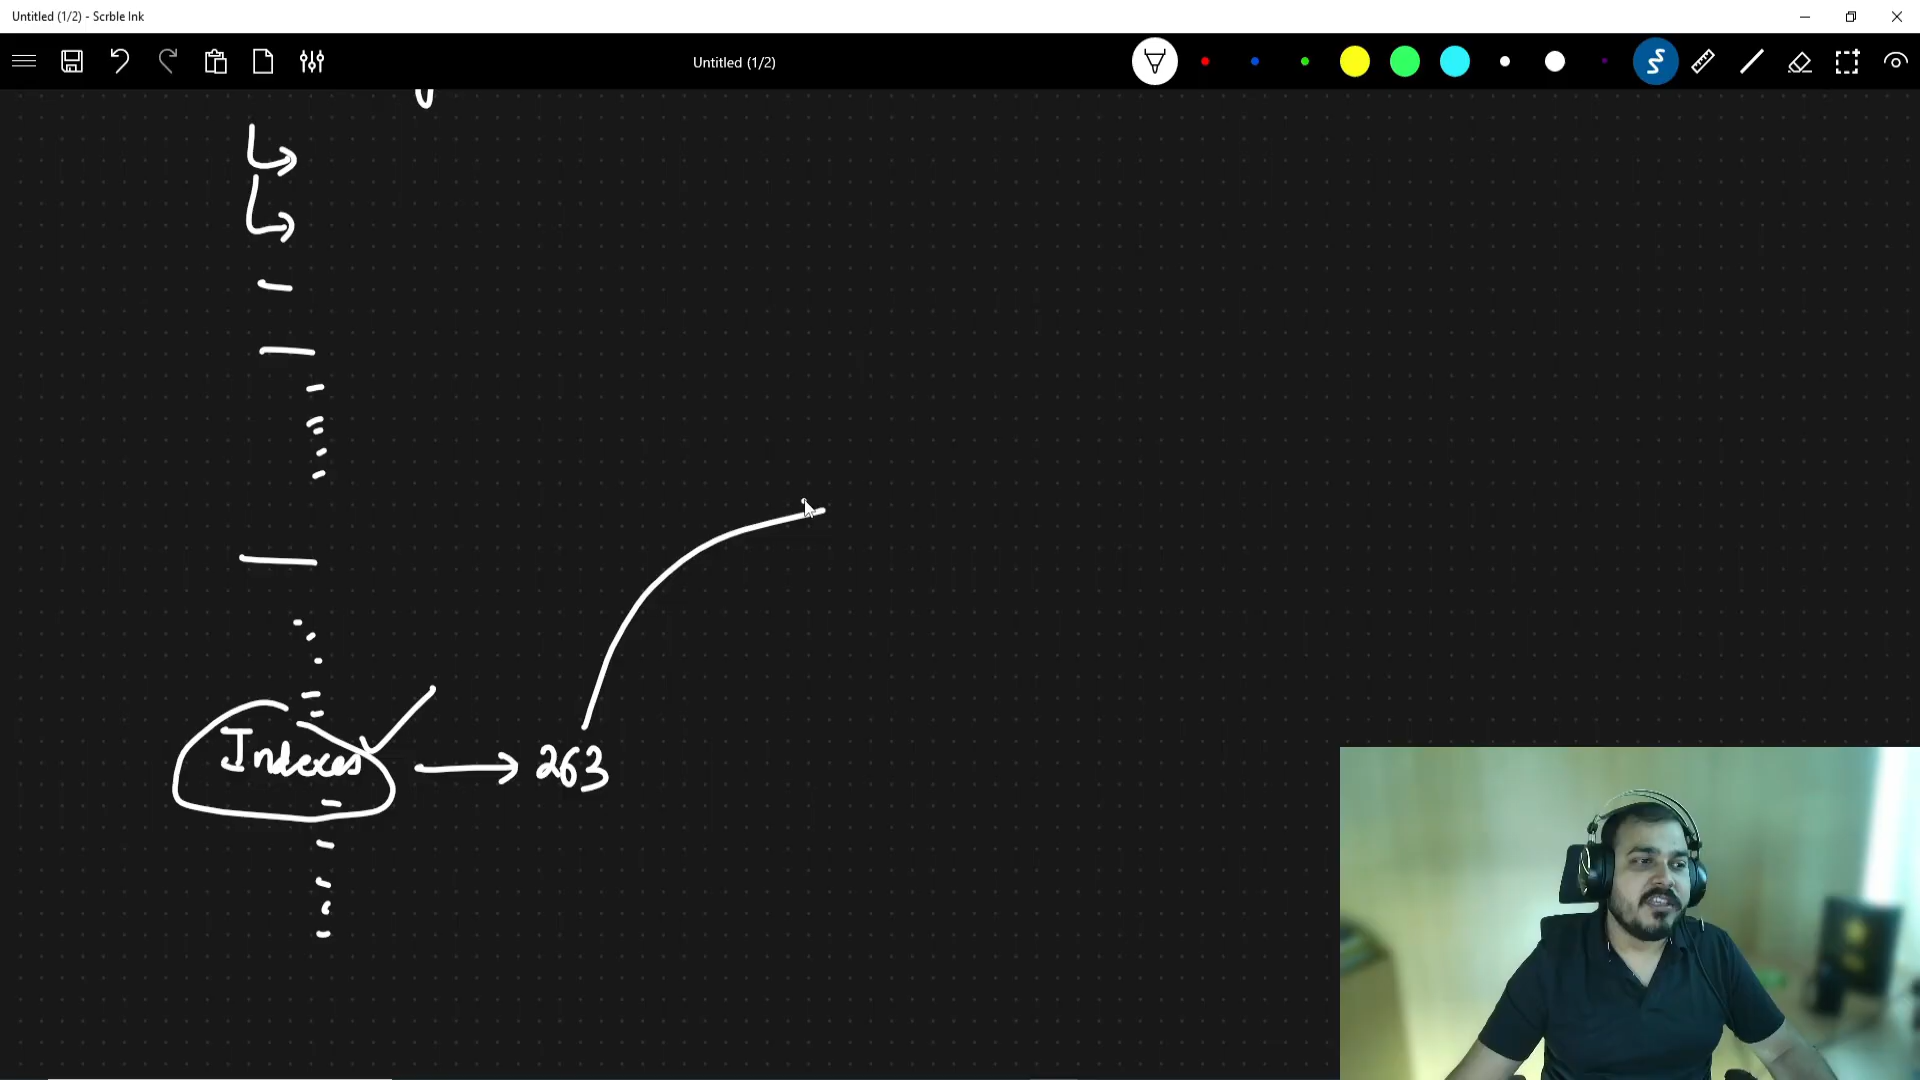 Untitled (1/2) - Scrble Ink
Untitled (1/2)
Indexes
263